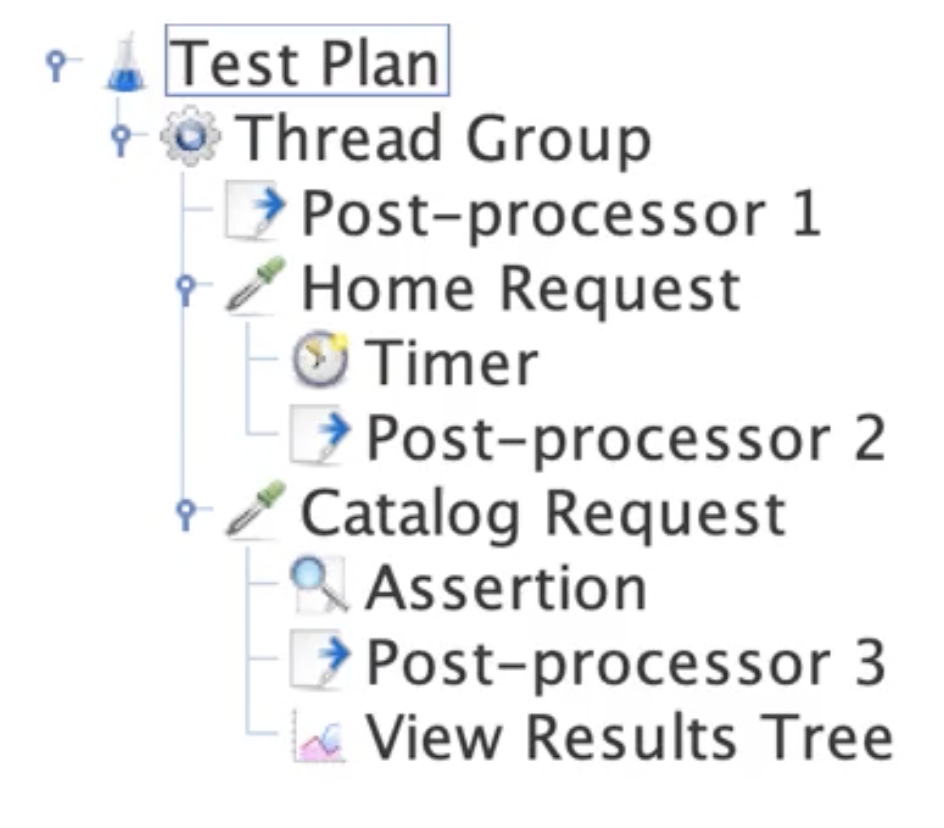 Test Plan
Thread Group
Post-processor 1
Home Request
Timer
Post-processor 2
Catalog Request
Assertion
Post-processor 3
View Results Tree